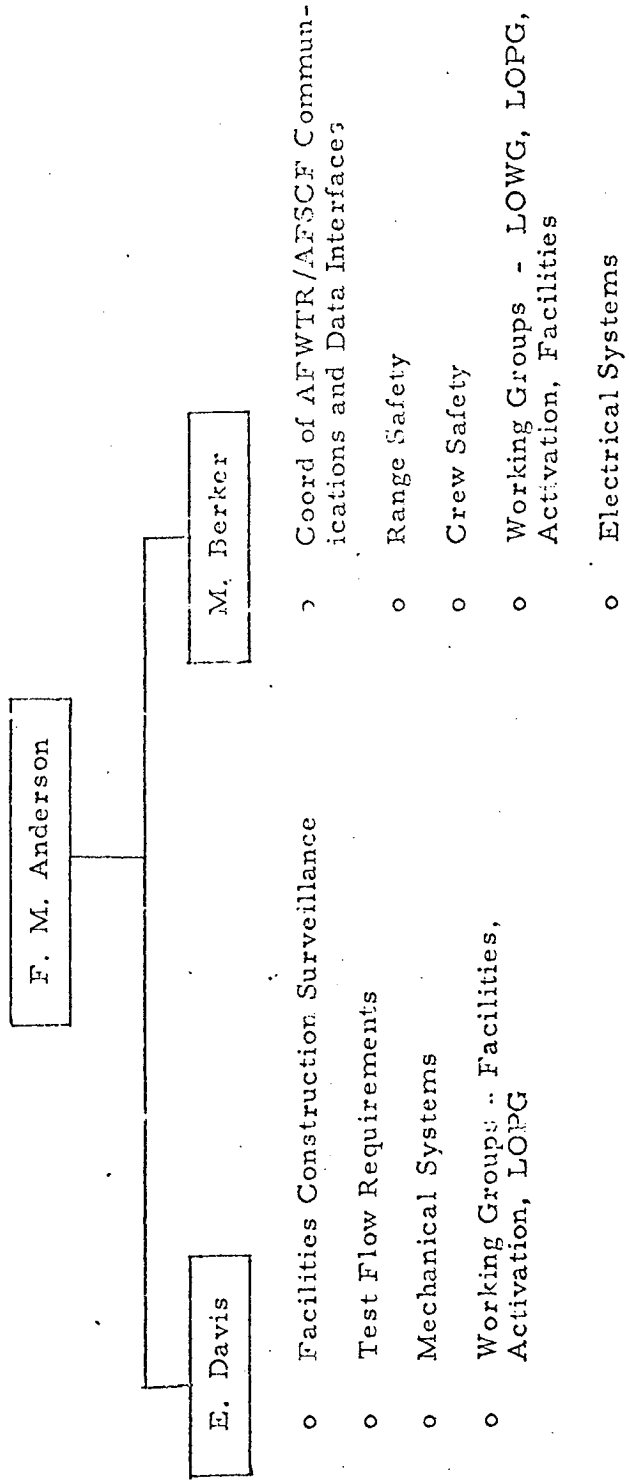 F. M. Anderson
E. Davis
o Facilities Construction Surveillance
o Test Flow Requirements
o Mechanical Systems
o Working Groups - Facilities,
Activation, LOPG
M. Berker
o Coord of AFWTR/AFSCF Commun-
ications and Data Interfaces
o Range Safety
o Crew Safety
o Working Groups - LOWG, LOPG,
Activation, Facilities
o Electrical Systems